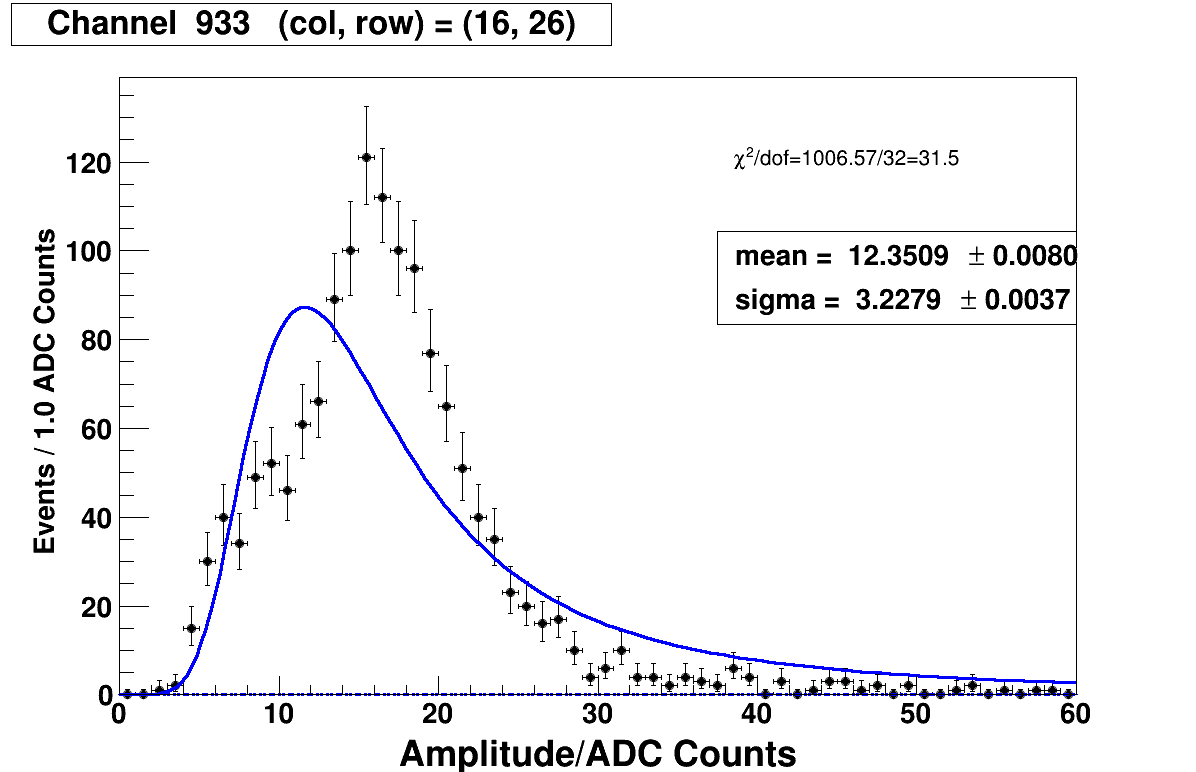 Channel 933 (col, row) = (16, 26)
χ²/dof=1006.57/32=31.5
mean = 12.3509 ± 0.0080
sigma = 3.2279 ± 0.0037
Events / 1.0 ADC Counts
120
100
80
60
40
20
0
0 10 20 30 40 50 60
Amplitude/ADC Counts